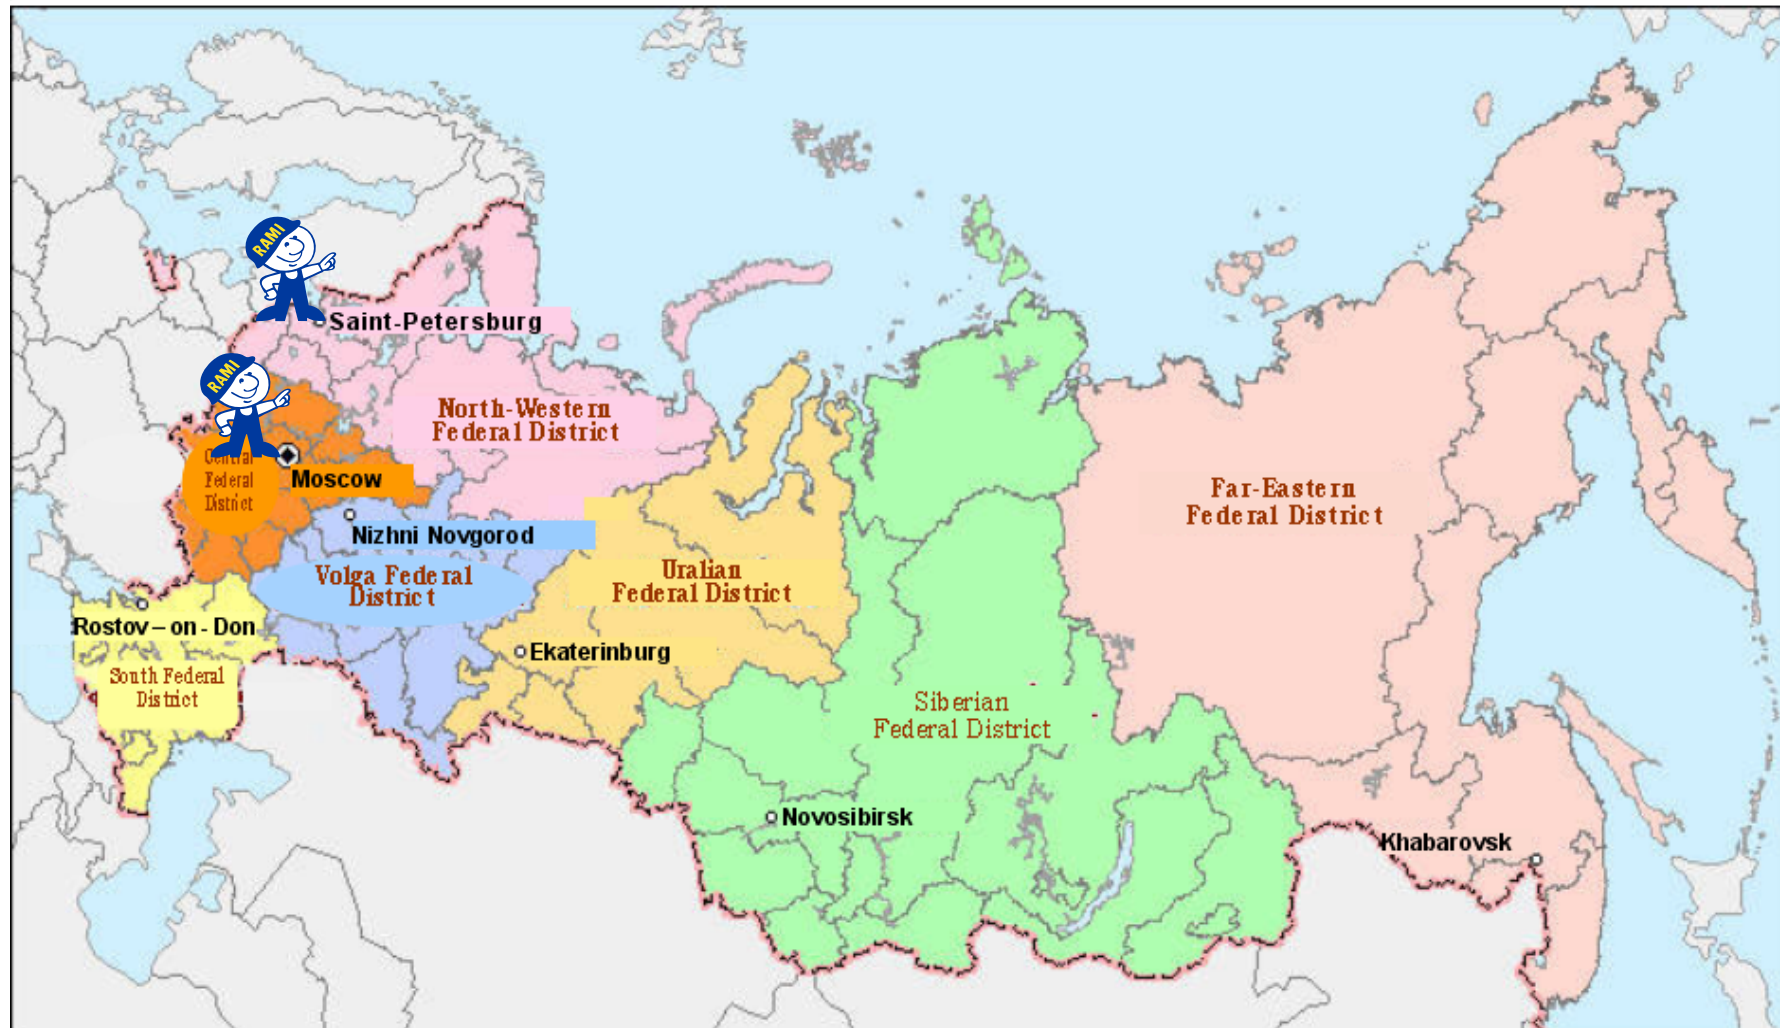 RAMI
Saint-Petersburg
RAMI
North-Western
Federal District
Central
Federal
District
Moscow
Nizhni Novgorod
Volga Federal
District
Uralian
Federal District
Far-Eastern
Federal District
Rostov – on - Don
Ekaterinburg
South Federal
District
Siberian
Federal District
Novosibirsk
Khabarovsk